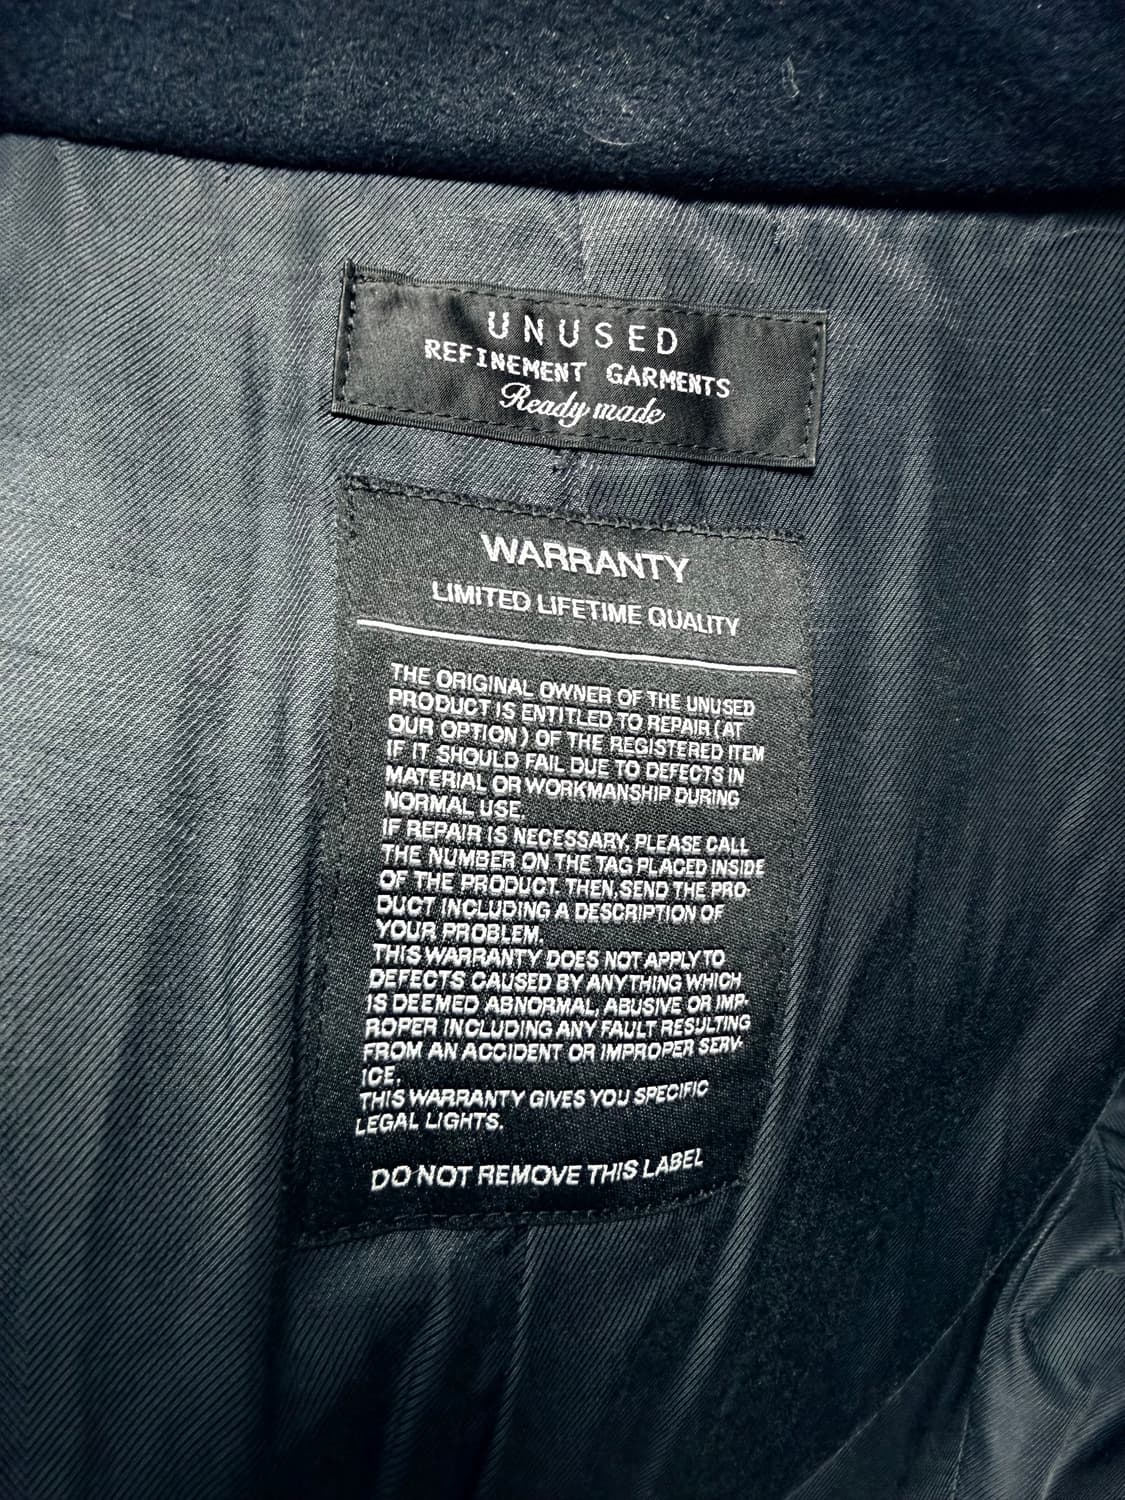 UNUSED
REFINEMENT GARMENTS
Ready made
WARRANTY
LIMITED LIFETIME QUALITY
THE ORIGINAL OWNER OF THE UNUSED
PRODUCT IS ENTITLED TO REPAIR (AT
OUR OPTION) OF THE REGISTERED ITEM
IF IT SHOULD FAIL DUE TO DEFECTS IN
MATERIAL OR WORKMANSHIP DURING
NORMAL USE.
IF REPAIR IS NECESSARY, PLEASE CALL
THE NUMBER ON THE TAG PLACED INSIDE
OF THE PRODUCT. THEN, SEND THE PRO-
DUCT INCLUDING A DESCRIPTION OF
YOUR PROBLEM.
THIS WARRANTY DOES NOT APPLY TO
DEFECTS CAUSED BY ANYTHING WHICH
IS DEEMED ABNORMAL, ABUSIVE OR IMP-
ROPER INCLUDING ANY FAULT RESULTING
FROM AN ACCIDENT OR IMPROPER SERV-
ICE.
THIS WARRANTY GIVES YOU SPECIFIC
LEGAL LIGHTS.
DO NOT REMOVE THIS LABEL